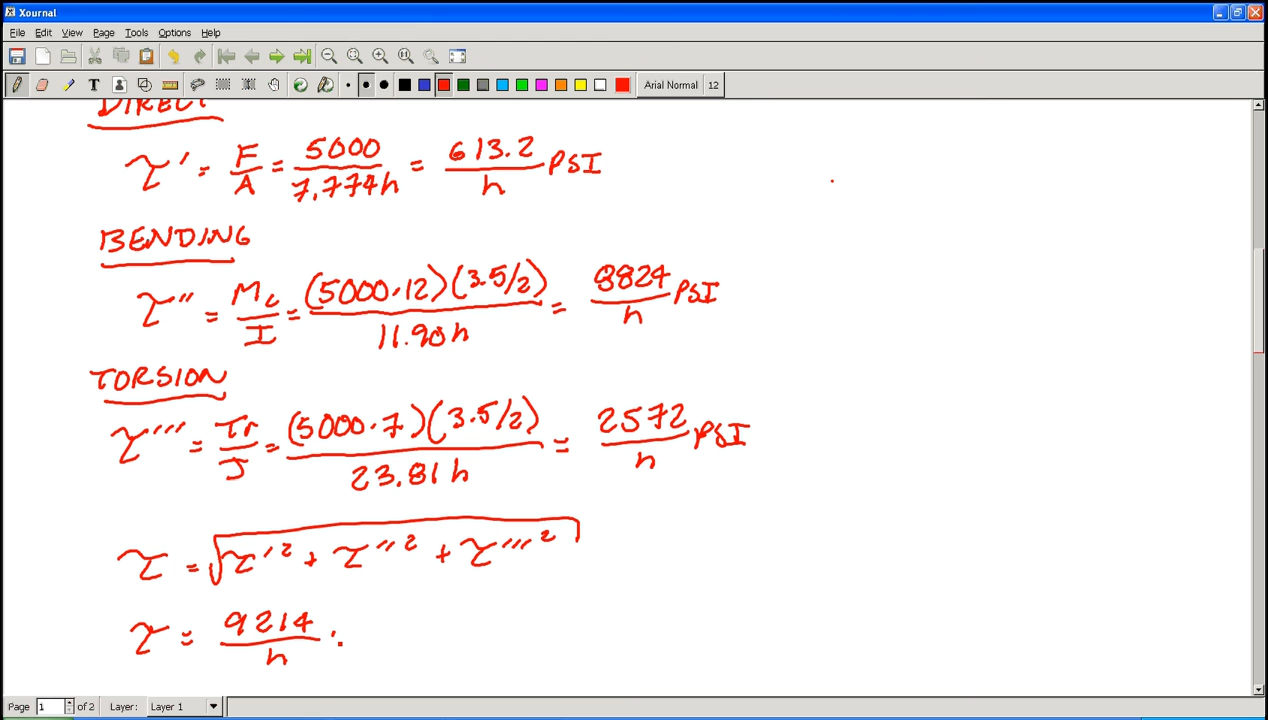 Xournal
File Edit View Page Tools Options Help
Arial Normal 12
DIRECT
τ' = F/A = 5000/7.774h = 613.2/h PSI
BENDING
τ'' = Mc/I = (5000·12)(3.5/2)/11.90h = 8824/h PSI
TORSION
τ''' = Tr/J = (5000·7)(3.5/2)/23.81h = 2572/h PSI
τ = √(τ'² + τ''² + τ'''²)
τ = 9214/h
Page 1 of 2 Layer: Layer 1